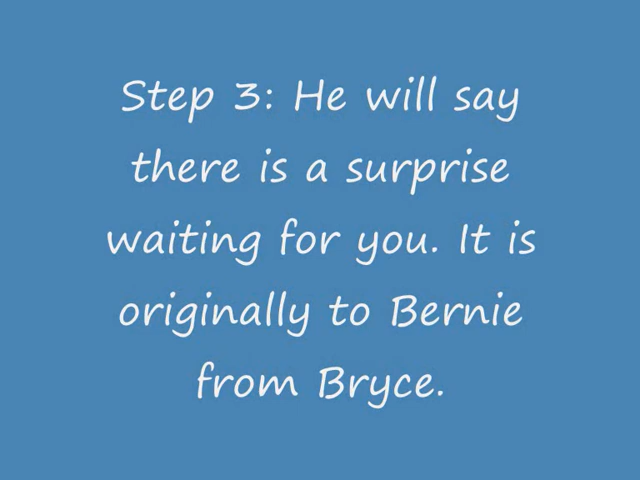 Step 3: He will say
there is a surprise
waiting for you. It is
originally to Bernie
from Bryce.